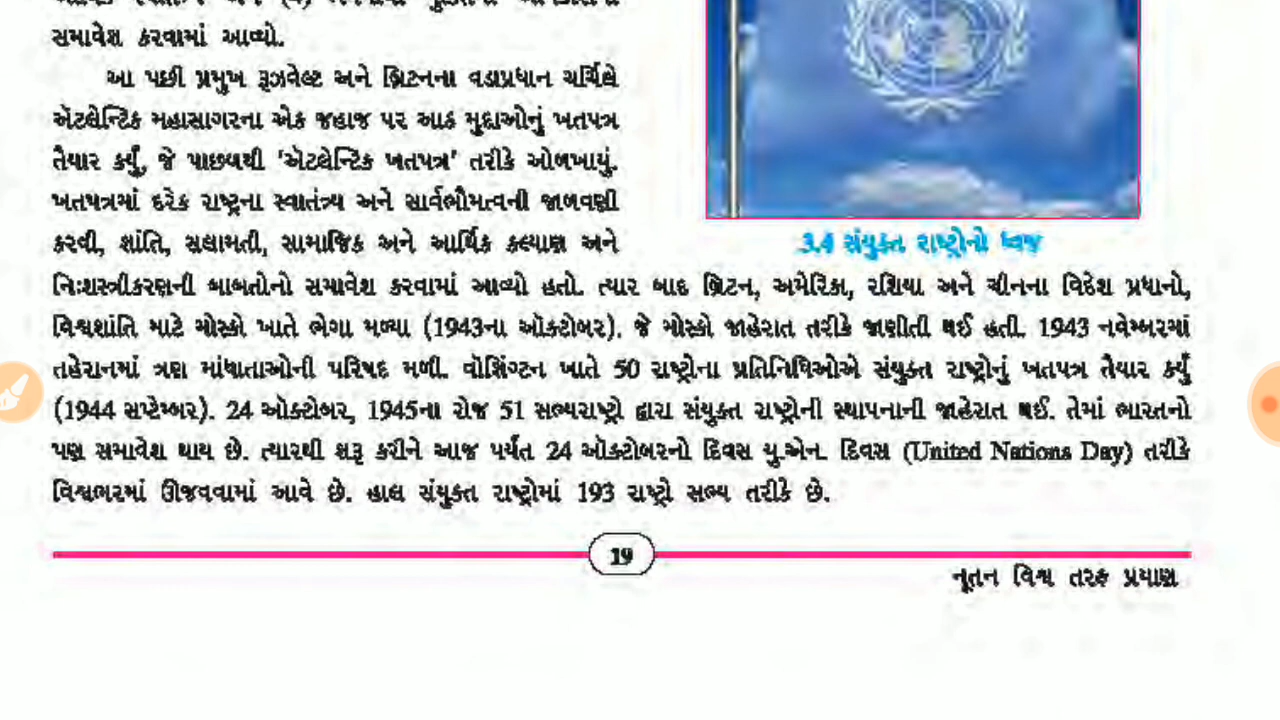 સમાવેશ કરવામાં આવ્યો.
આ પછી પ્રમુખ રૂઝવેલ્ટ અને બ્રિટનના વડાપ્રધાન ચર્ચિલે
ઍટલેન્ટિક મહાસાગરના એક જહાજ પર આઠ મુદ્દાઓનું ખતપત્ર
તૈયાર કર્યું, જે પાછળથી 'ઍટલેન્ટિક ખતપત્ર' તરીકે ઓળખાયું.
ખતપત્રમાં દરેક રાષ્ટ્રના સ્વાતંત્ર્ય અને સાર્વભૌમત્વની જાળવણી
કરવી, શાંતિ, સલામતી, સામાજિક અને આર્થિક કલ્યાણ અને
3.4 સંયુક્ત રાષ્ટ્રોનો ધ્વજ
નિઃશસ્ત્રીકરણની બાબતોનો સમાવેશ કરવામાં આવ્યો હતો. ત્યાર બાદ બ્રિટન, અમેરિકા, રશિયા અને ચીનના વિદેશ પ્રધાનો,
વિશ્વશાંતિ માટે મોસ્કો ખાતે ભેગા મળ્યા (1943ના ઑક્ટોબર). જે મોસ્કો જાહેરાત તરીકે જાણીતી થઈ હતી. 1943 નવેમ્બરમાં
તહેરાનમાં ત્રણ માંધાતાઓની પરિષદ મળી. વૉશિંગ્ટન ખાતે 50 રાષ્ટ્રોના પ્રતિનિધિઓએ સંયુક્ત રાષ્ટ્રોનું ખતપત્ર તૈયાર કર્યું
(1944 સપ્ટેમ્બર). 24 ઑક્ટોબર, 1945ના રોજ 51 સભ્યરાષ્ટ્રો દ્વારા સંયુક્ત રાષ્ટ્રોની સ્થાપનાની જાહેરાત થઈ. તેમાં ભારતનો
પણ સમાવેશ થાય છે. ત્યારથી શરૂ કરીને આજ પર્યંત 24 ઑક્ટોબરનો દિવસ યુ.એન. દિવસ (United Nations Day) તરીકે
વિશ્વભરમાં ઊજવવામાં આવે છે. હાલ સંયુક્ત રાષ્ટ્રોમાં 193 રાષ્ટ્રો સભ્ય તરીકે છે.
19
નૂતન વિશ્વ તરફ પ્રયાણ